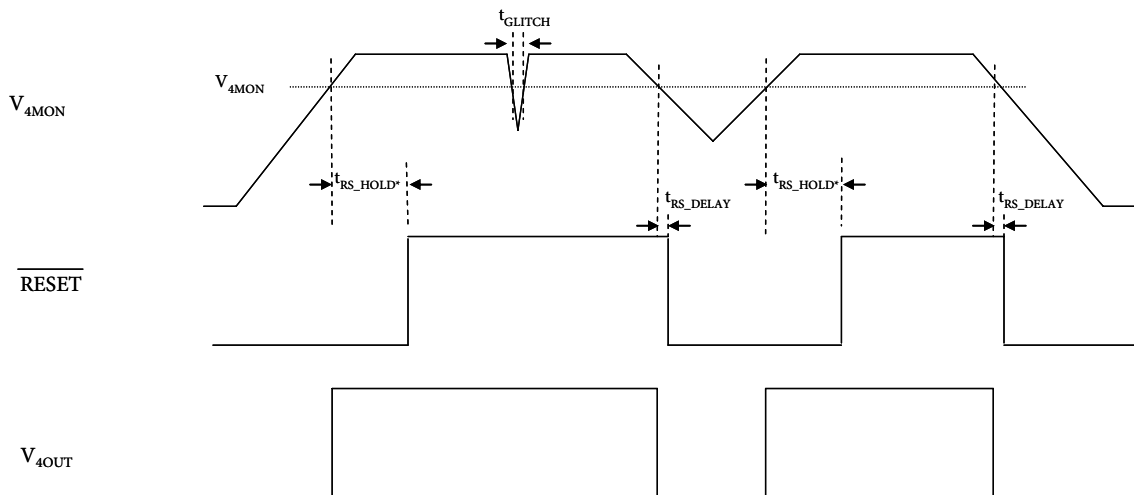 tGLITCH
V4MON
V4MON
tRS_HOLD*
tRS_HOLD*
tRS_DELAY
tRS_DELAY
RESET
V4OUT